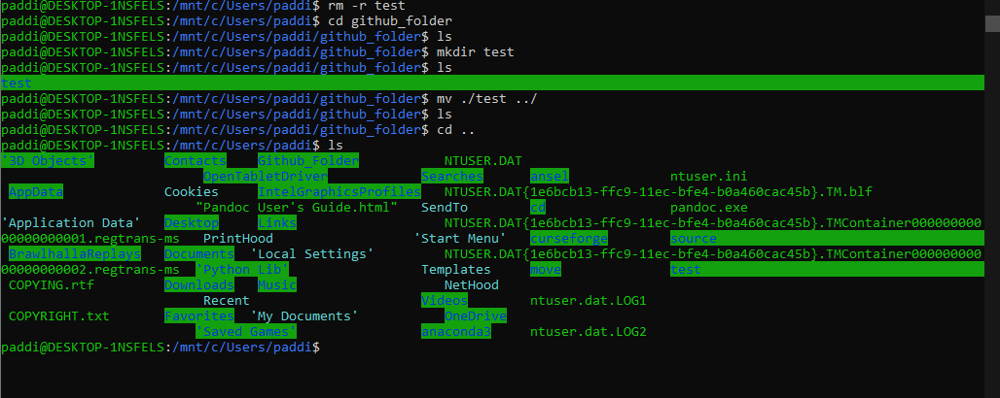 paddi@DESKTOP-1NSFELS:/mnt/c/Users/paddi$ rm -r test
paddi@DESKTOP-1NSFELS:/mnt/c/Users/paddi$ cd github_folder
paddi@DESKTOP-1NSFELS:/mnt/c/Users/paddi/github_folder$ ls
paddi@DESKTOP-1NSFELS:/mnt/c/Users/paddi/github_folder$ mkdir test
paddi@DESKTOP-1NSFELS:/mnt/c/Users/paddi/github_folder$ ls
test
paddi@DESKTOP-1NSFELS:/mnt/c/Users/paddi/github_folder$ mv ./test ../
paddi@DESKTOP-1NSFELS:/mnt/c/Users/paddi/github_folder$ ls
paddi@DESKTOP-1NSFELS:/mnt/c/Users/paddi/github_folder$ cd ..
paddi@DESKTOP-1NSFELS:/mnt/c/Users/paddi$ ls
'3D Objects' Contacts Github_Folder NTUSER.DAT
OpenTabletDriver Searches ansel ntuser.ini
AppData Cookies IntelGraphicsProfiles NTUSER.DAT{1e6bcb13-ffc9-11ec-bfe4-b0a460cac45b}.TM.blf
"Pandoc User's Guide.html" SendTo cd pandoc.exe
'Application Data' Desktop Links NTUSER.DAT{1e6bcb13-ffc9-11ec-bfe4-b0a460cac45b}.TMContainer000000000
00000000001.regtrans-ms PrintHood 'Start Menu' curseforge source
BrawlhallaReplays Documents 'Local Settings' NTUSER.DAT{1e6bcb13-ffc9-11ec-bfe4-b0a460cac45b}.TMContainer000000000
00000000002.regtrans-ms 'Python Lib' Templates move test
COPYING.rtf Downloads Music NetHood
Recent Videos ntuser.dat.LOG1
COPYRIGHT.txt Favorites 'My Documents' OneDrive
'Saved Games' anaconda3 ntuser.dat.LOG2
paddi@DESKTOP-1NSFELS:/mnt/c/Users/paddi$